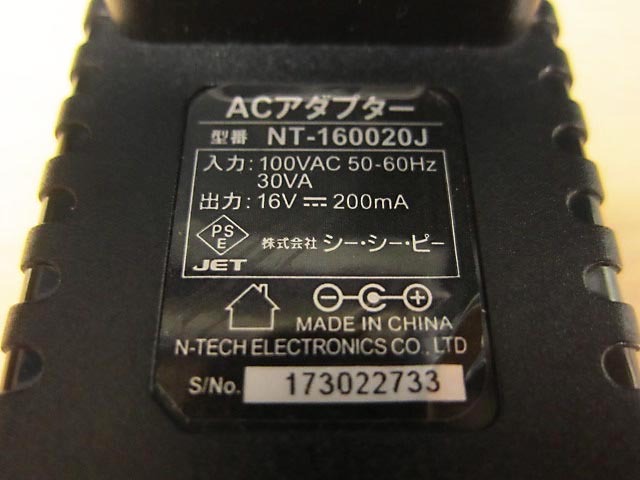 ACアダプター
型番 NT-160020J
入力:100VAC 50-60Hz
30VA
出力:16V⎓200mA
PS
E
株式会社 シー・シー・ピー
JET
MADE IN CHINA
N-TECH ELECTRONICS CO., LTD
S/No. 173022733